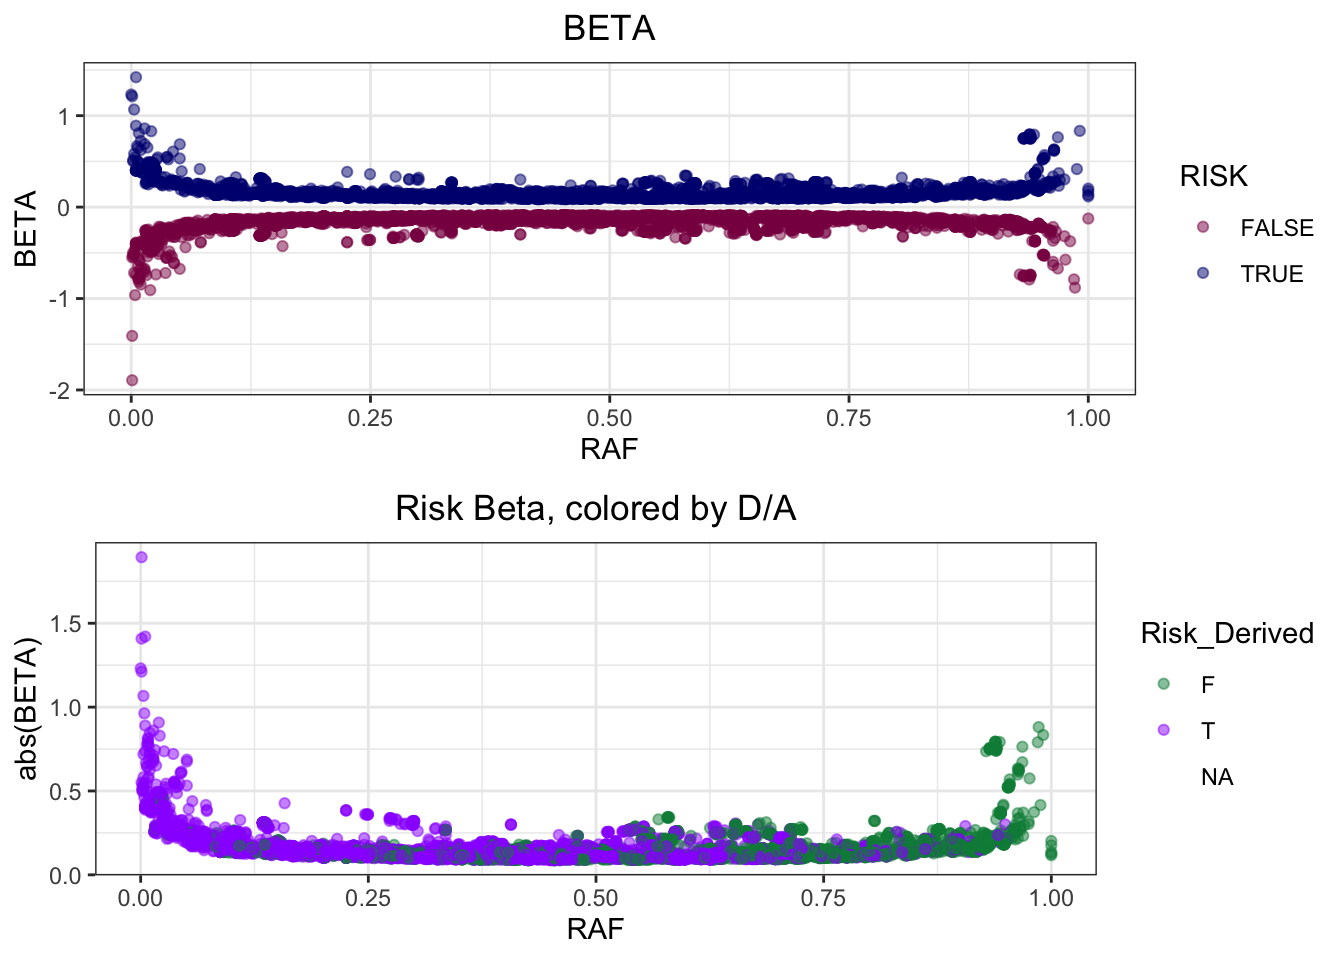 BETA
1
0
-1
-2
BETA
0.00 0.25 0.50 0.75 1.00
RAF
RISK
FALSE
TRUE
Risk Beta, colored by D/A
1.5
1.0
0.5
0.0
abs(BETA)
0.00 0.25 0.50 0.75 1.00
RAF
Risk_Derived
F
T
NA